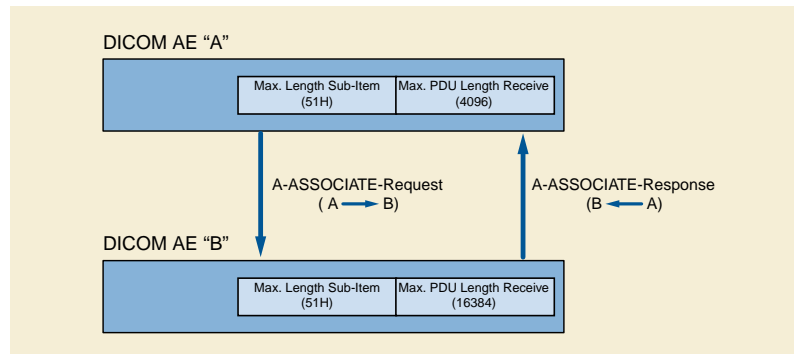 DICOM AE “A”
Max. Length Sub-Item
(51H)
Max. PDU Length Receive
(4096)
A-ASSOCIATE-Request
( A → B)
A-ASSOCIATE-Response
(B ← A)
DICOM AE “B”
Max. Length Sub-Item
(51H)
Max. PDU Length Receive
(16384)